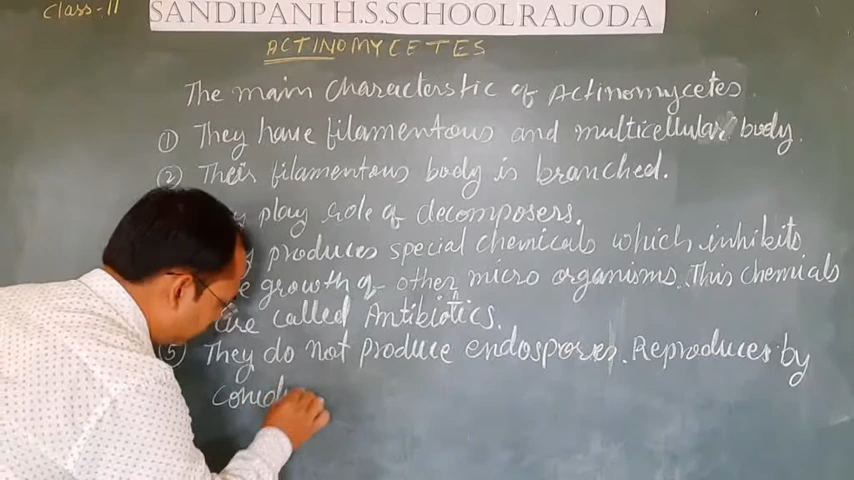 class-11
SANDIPANI H.S.SCHOOL RAJODA
ACTINOMYCETES
The main characterstic of Actinomycetes
① They have filamentous and multicellular body.
② Their filamentous body is branched.
play role of decomposers.
produces special chemicals which inhibits
growth of other micro organisms. This chemicals
are called Antibiotics.
⑤ They do not produce endospores. Reproduces by
conid